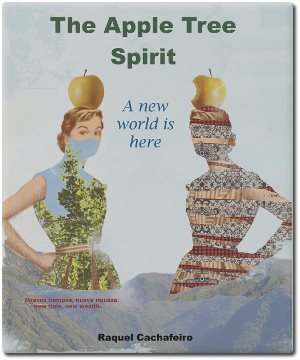 The Apple Tree
Spirit
A new
world is
here
Nuevos tiempos, nueva riqueza.
New time, new wealth.
Raquel Cachafeiro